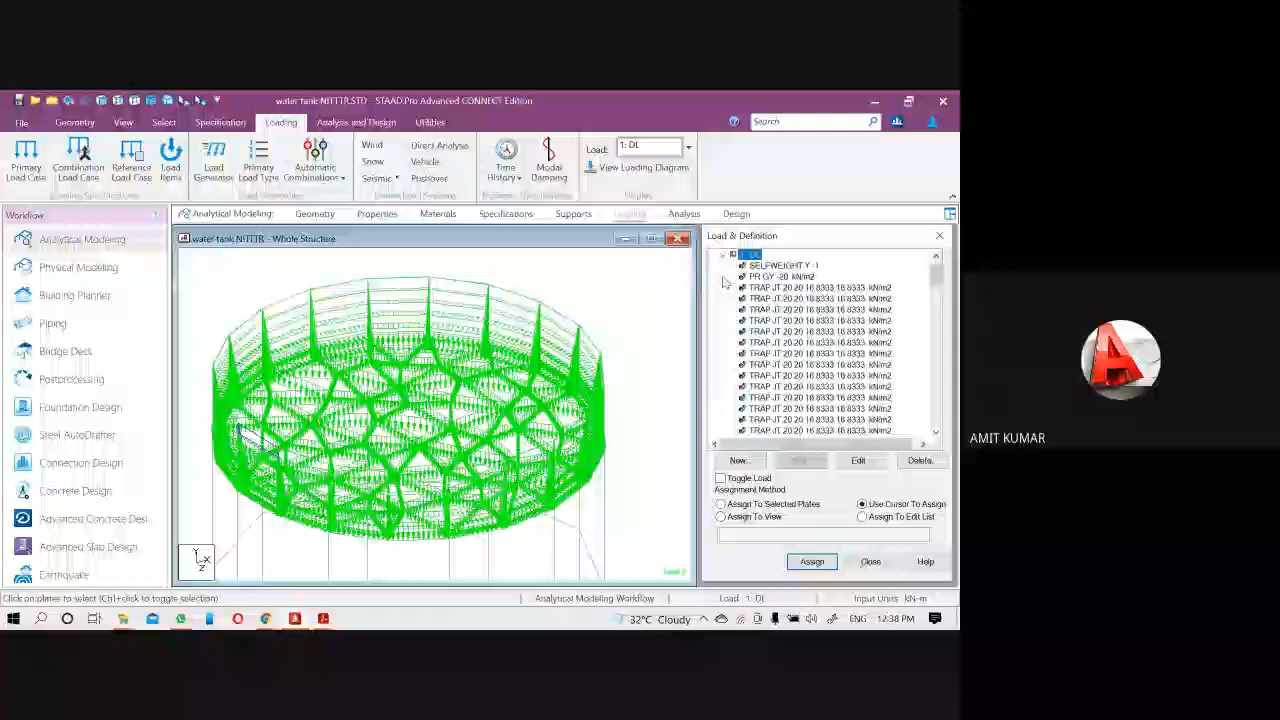 water tank NITTTR.STD - STAAD.Pro Advanced CONNECT Edition
File Geometry View Select Specification Loading Analysis and Design Utilities Search
Primary Load Case
Combination Load Case
Reference Load Case
Load Items
Load Generator
Primary Load Type
Automatic Combinations
Wind
Snow
Seismic
Direct Analysis
Vehicle
Pushover
Time History
Modal Damping
Load: 1: DL
View Loading Diagram
Display
Workflow
Analytical Modeling: Geometry Properties Materials Specifications Supports Loading Analysis Design
Analytical Modeling
Physical Modeling
Building Planner
Piping
Bridge Deck
Postprocessing
Foundation Design
Steel AutoDrafter
Connection Design
Concrete Design
Advanced Concrete Desi
Advanced Slab Design
Earthquake
water tank NITTTR - Whole Structure
Y
X
Z
Load 1
Load & Definition
1: DL
SELFWEIGHT Y -1
PR GY -20 kN/m2
TRAP JT 20 20 16.8333 16.8333 kN/m2
TRAP JT 20 20 16.8333 16.8333 kN/m2
TRAP JT 20 20 16.8333 16.8333 kN/m2
TRAP JT 20 20 16.8333 16.8333 kN/m2
TRAP JT 20 20 16.8333 16.8333 kN/m2
TRAP JT 20 20 16.8333 16.8333 kN/m2
TRAP JT 20 20 16.8333 16.8333 kN/m2
TRAP JT 20 20 16.8333 16.8333 kN/m2
TRAP JT 20 20 16.8333 16.8333 kN/m2
TRAP JT 20 20 16.8333 16.8333 kN/m2
TRAP JT 20 20 16.8333 16.8333 kN/m2
TRAP JT 20 20 16.8333 16.8333 kN/m2
TRAP JT 20 20 16.8333 16.8333 kN/m2
TRAP JT 20 20 16.8333 16.8333 kN/m2
New... Edit Delete..
Toggle Load
Assignment Method
Assign To Selected Plates
Use Cursor To Assign
Assign To View
Assign To Edit List
Assign Close Help
Click on plates to select (Ctrl+click to toggle selection)
Analytical Modeling Workflow
Load 1: DL
Input Units kN-m
32°C Cloudy
ENG
12:38 PM
AMIT KUMAR